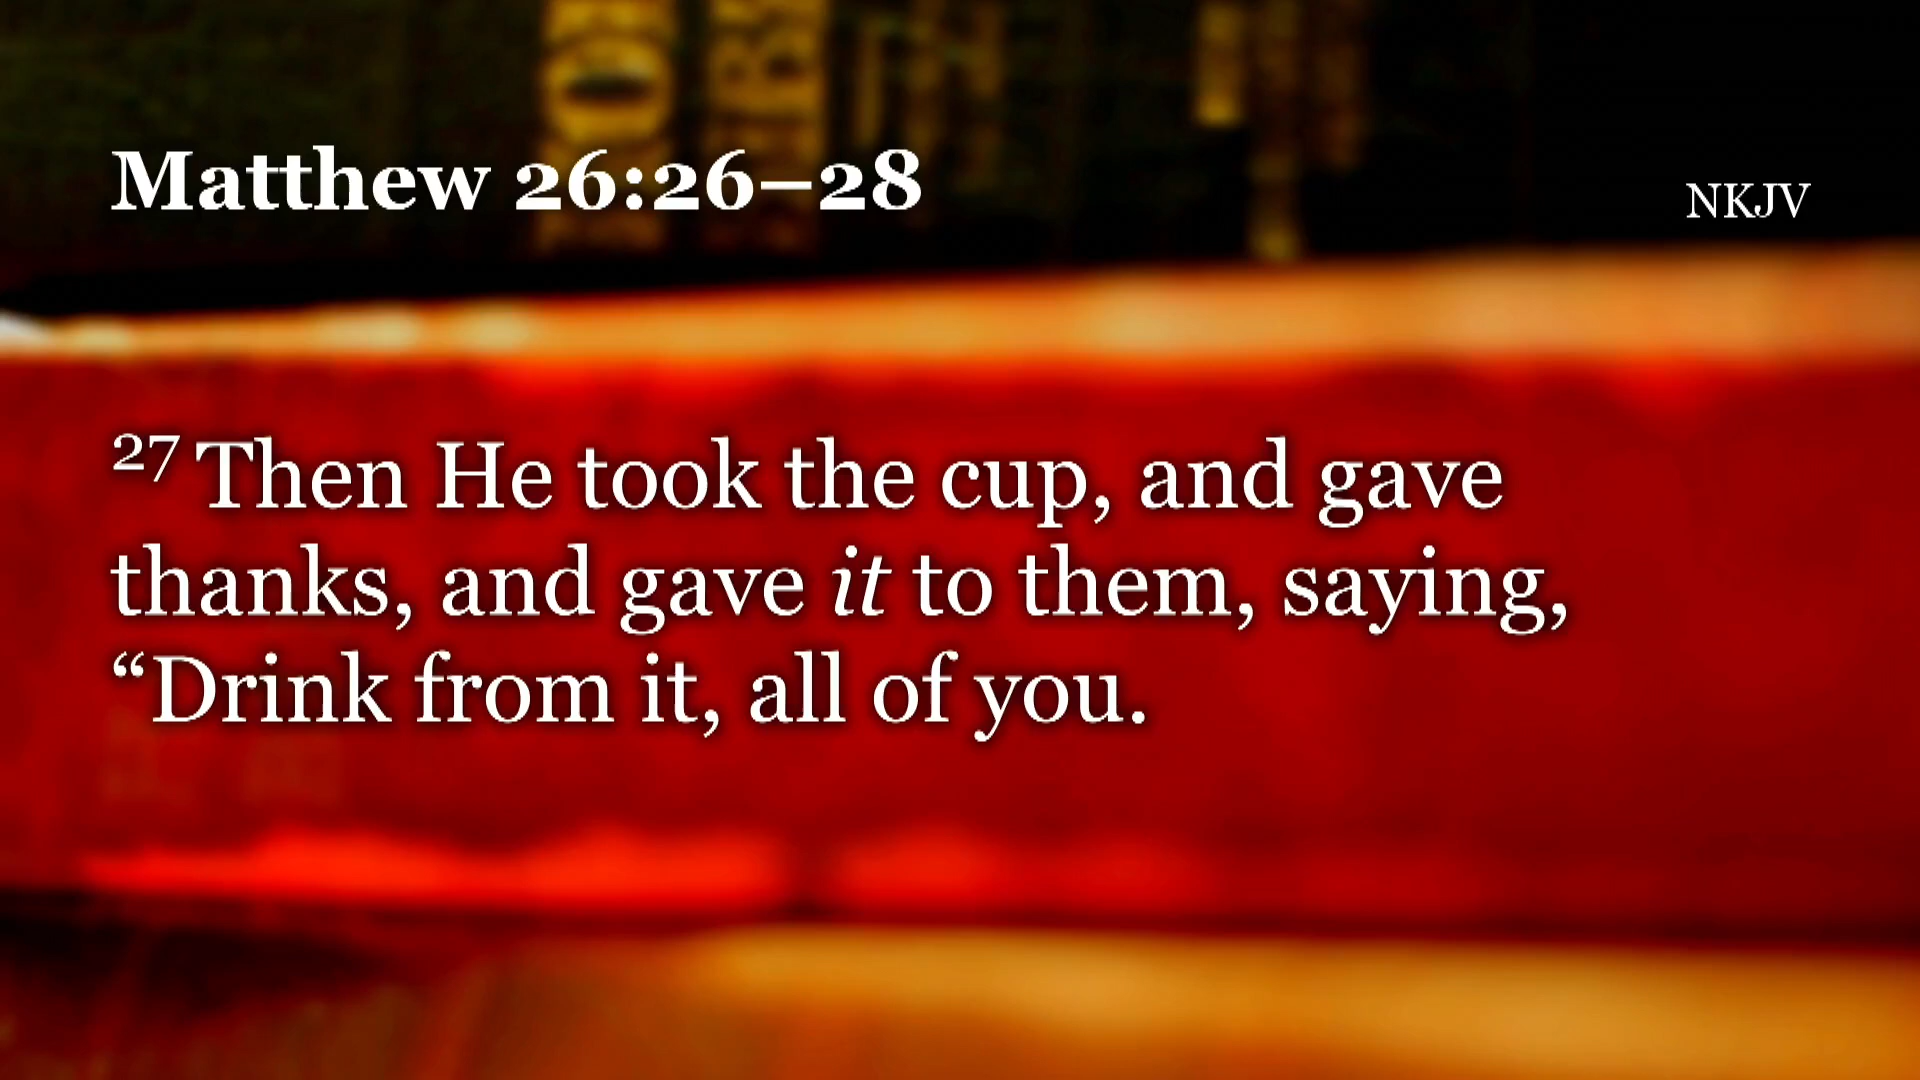 Matthew 26:26–28
NKJV
27 Then He took the cup, and gave
thanks, and gave it to them, saying,
“Drink from it, all of you.